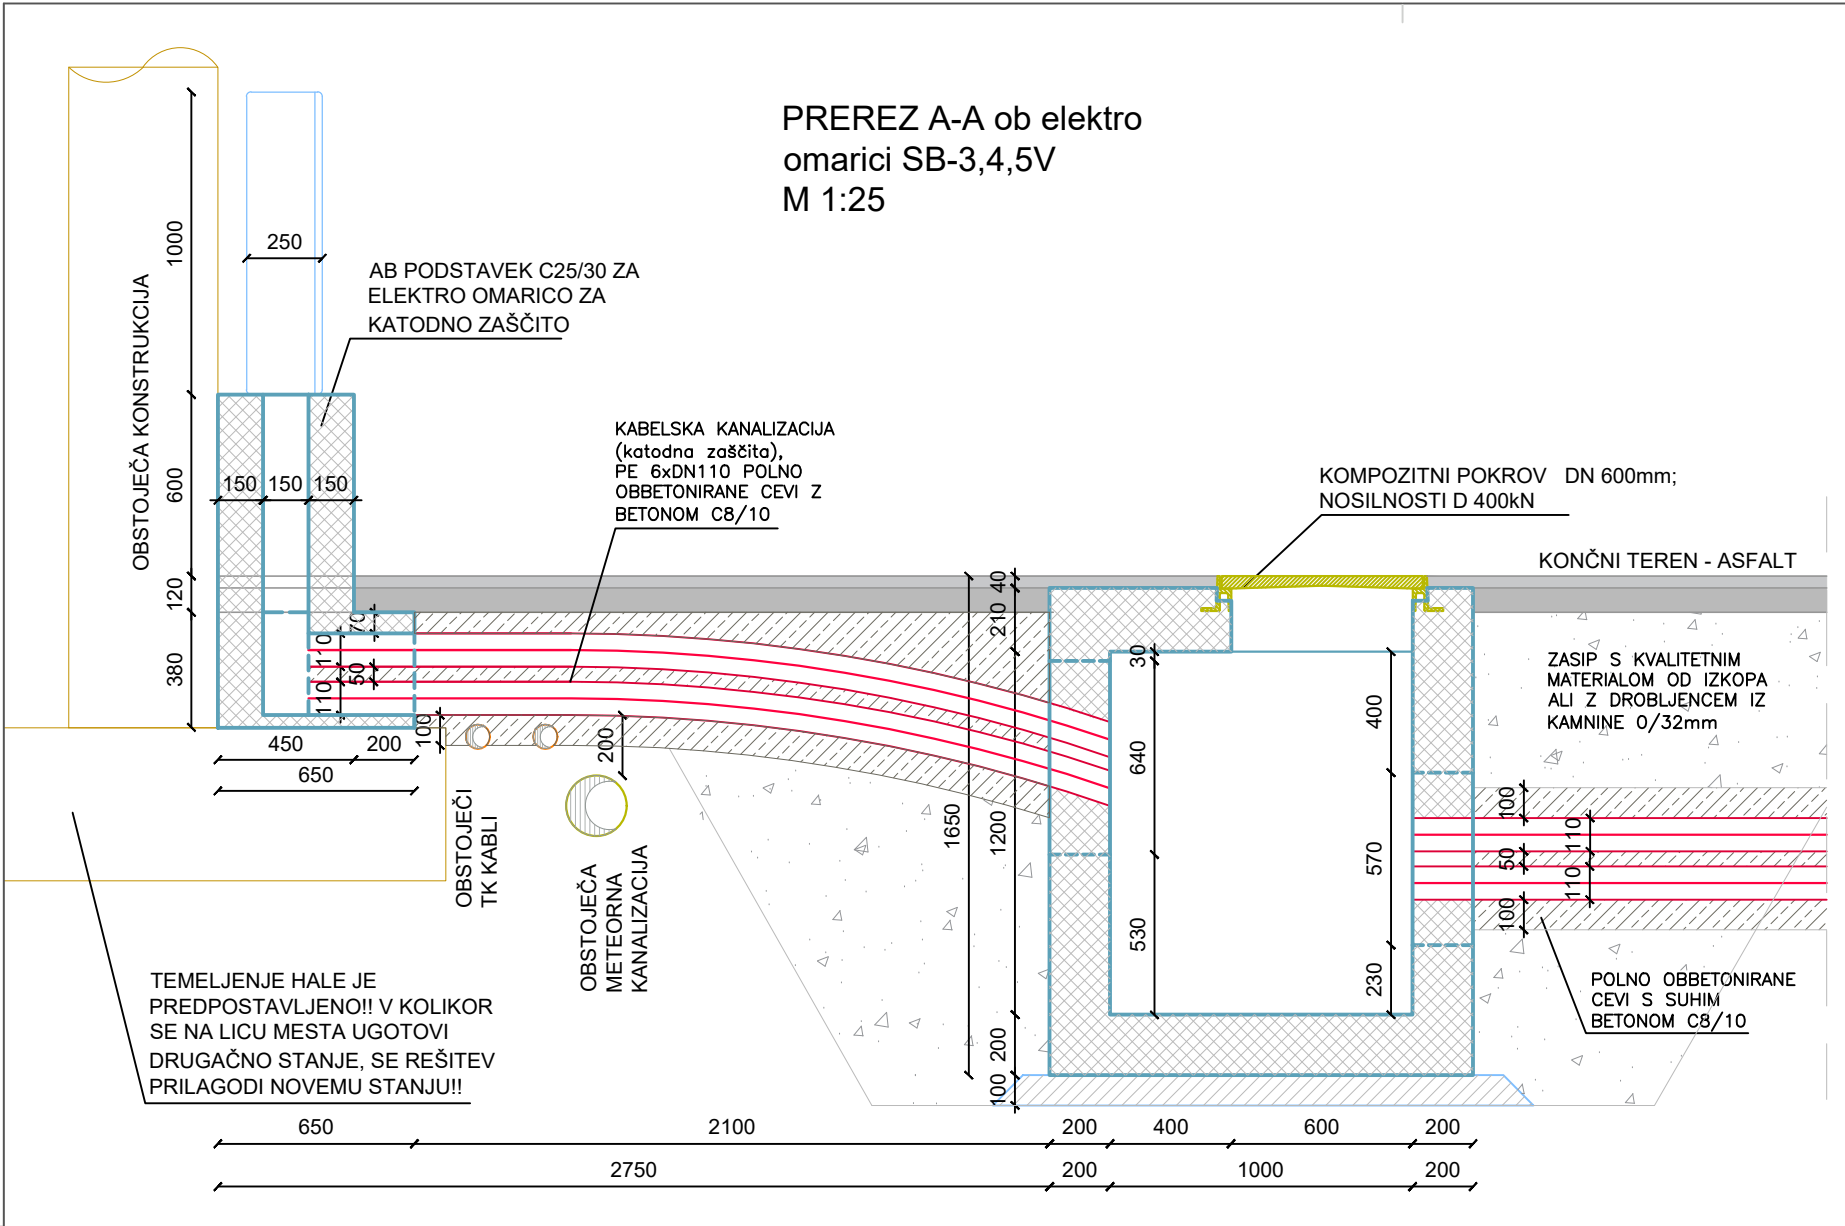 PREREZ A-A ob elektro
omarici SB-3,4,5V
M 1:25
1000
250
OBSTOJEČA KONSTRUKCIJA
AB PODSTAVEK C25/30 ZA
ELEKTRO OMARICO ZA
KATODNO ZAŠČITO
600
150 150 150
KABELSKA KANALIZACIJA
(katodna zaščita),
PE 6xDN110 POLNO
OBBETONIRANE CEVI Z
BETONOM C8/10
KOMPOZITNI POKROV DN 600mm;
NOSILNOSTI D 400kN
KONČNI TEREN - ASFALT
120
380
70
110
50
110
100
200
450 200
650
40
210
30
640
530
1650
1200
200
100
400
570
230
ZASIP S KVALITETNIM
MATERIALOM OD IZKOPA
ALI Z DROBLJENCEM IZ
KAMNINE 0/32mm
100
110
50
110
100
OBSTOJEČI
TK KABLI
OBSTOJEČA
METEORNA
KANALIZACIJA
POLNO OBBETONIRANE
CEVI S SUHIM
BETONOM C8/10
TEMELJENJE HALE JE
PREDPOSTAVLJENO!! V KOLIKOR
SE NA LICU MESTA UGOTOVI
DRUGAČNO STANJE, SE REŠITEV
PRILAGODI NOVEMU STANJU!!
650 2100 200 400 600 200
2750 200 1000 200